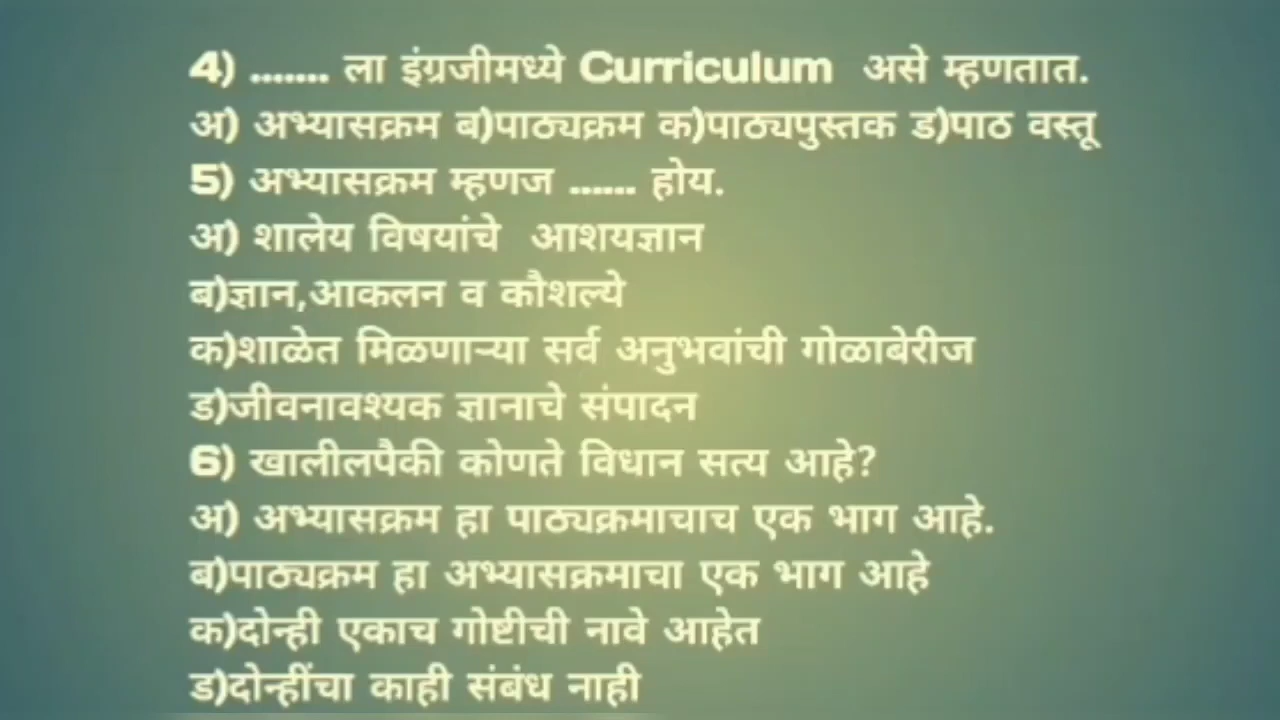 4) ....... ला इंग्रजीमध्ये Curriculum असे म्हणतात.
अ) अभ्यासक्रम ब)पाठ्यक्रम क)पाठ्यपुस्तक ड)पाठ वस्तू
5) अभ्यासक्रम म्हणज ...... होय.
अ) शालेय विषयांचे आशयज्ञान
ब)ज्ञान,आकलन व कौशल्ये
क)शाळेत मिळणाऱ्या सर्व अनुभवांची गोळाबेरीज
ड)जीवनावश्यक ज्ञानाचे संपादन
6) खालीलपैकी कोणते विधान सत्य आहे?
अ) अभ्यासक्रम हा पाठ्यक्रमाचाच एक भाग आहे.
ब)पाठ्यक्रम हा अभ्यासक्रमाचा एक भाग आहे
क)दोन्ही एकाच गोष्टीची नावे आहेत
ड)दोन्हींचा काही संबंध नाही